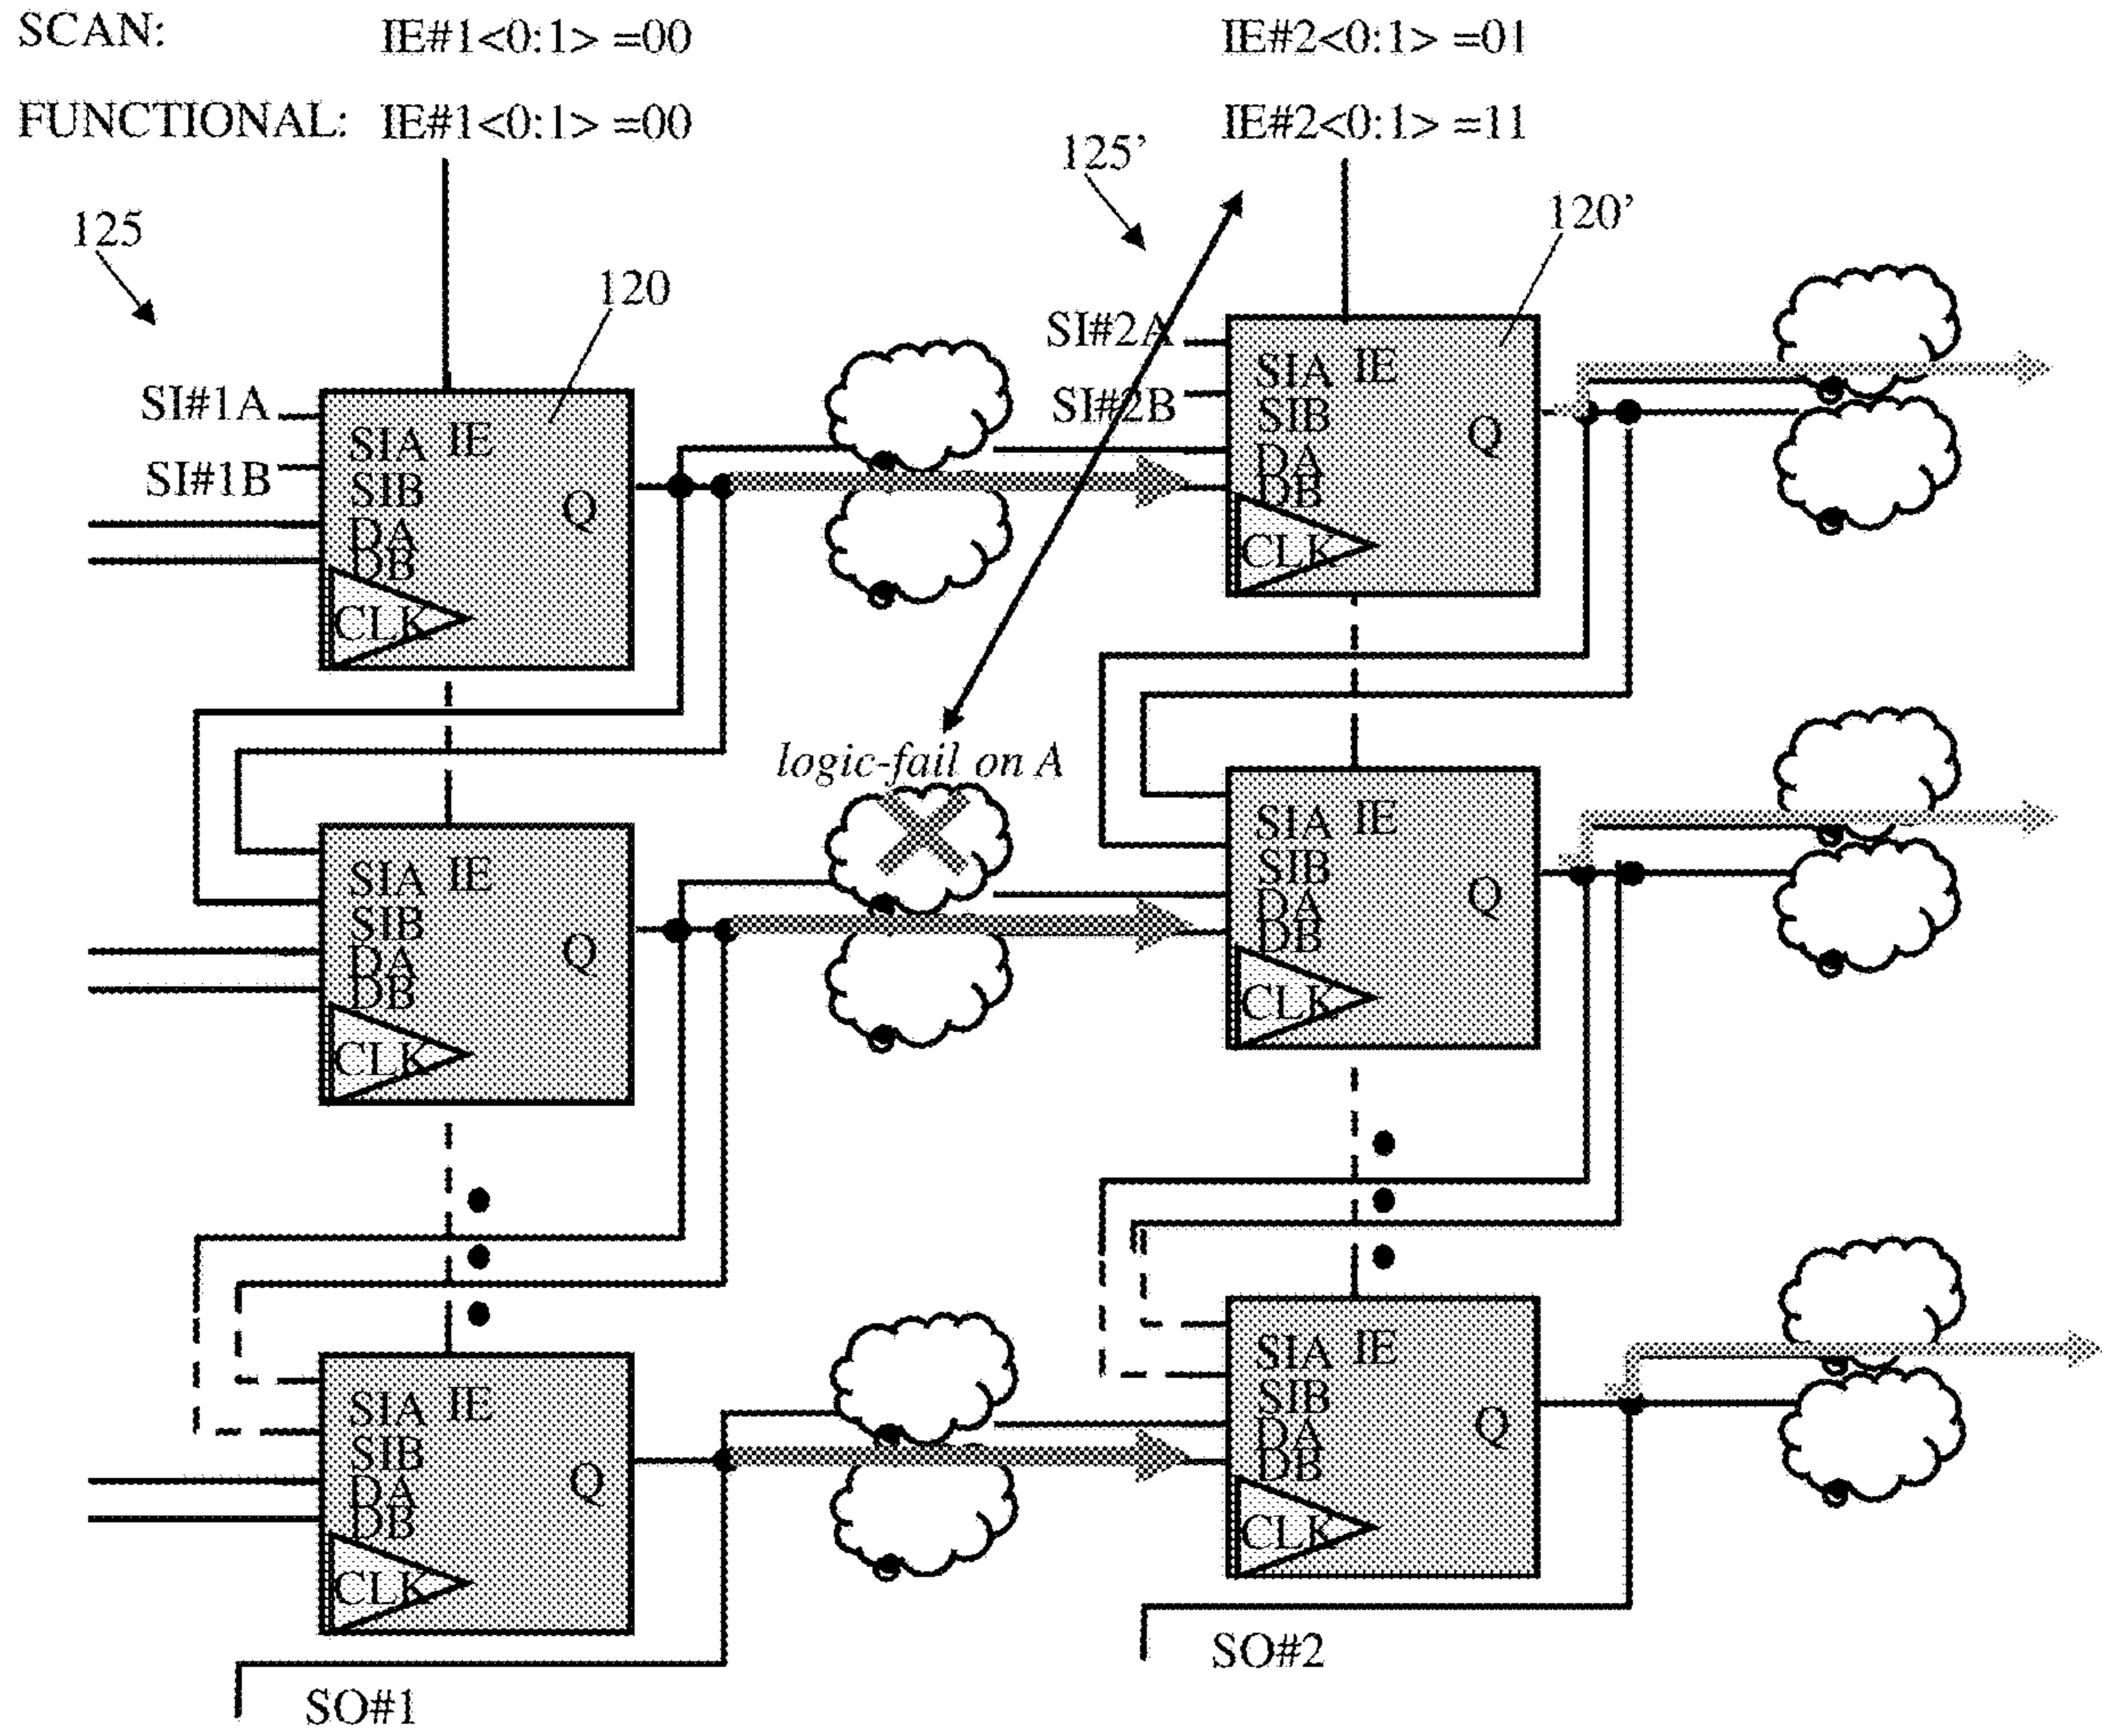 SCAN: IE#1<0:1> =00 IE#2<0:1> =01
FUNCTIONAL: IE#1<0:1> =00 IE#2<0:1> =11
125’
125
120’
120
SI#2A
SIA IE
SI#2B
SIB
Q
DA
DB
CLK
SI#1A
SIA IE
SI#1B
SIB
Q
DA
DB
CLK
logic-fail on A
SIA IE
SIB
Q
DA
DB
CLK
SIA IE
SIB
Q
DA
DB
CLK
SIA IE
SIB
Q
DA
DB
CLK
SIA IE
SIB
Q
DA
DB
CLK
SO#2
SO#1